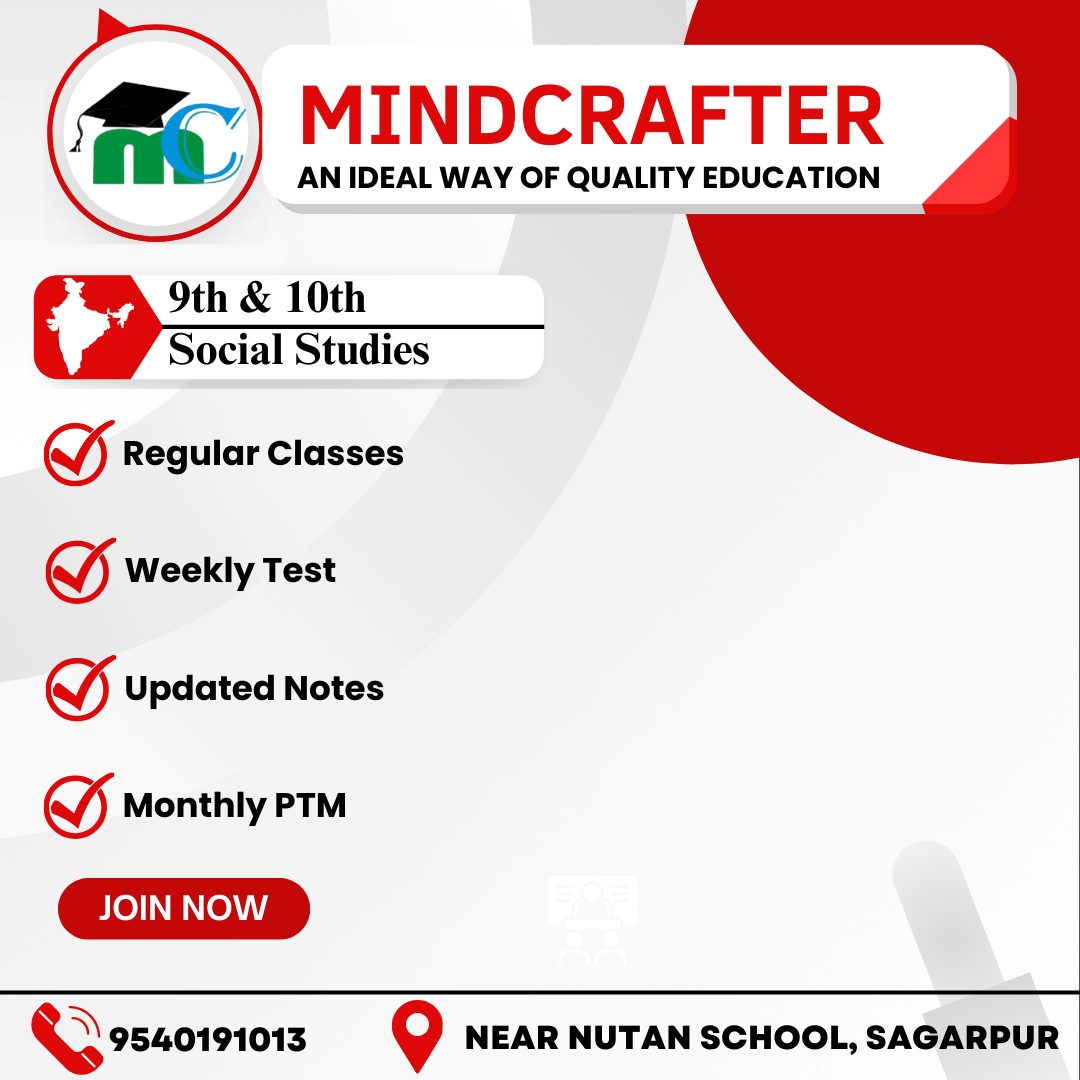 mC
MINDCRAFTER
AN IDEAL WAY OF QUALITY EDUCATION
9th & 10th
Social Studies
Regular Classes
Weekly Test
Updated Notes
Monthly PTM
JOIN NOW
9540191013
NEAR NUTAN SCHOOL, SAGARPUR